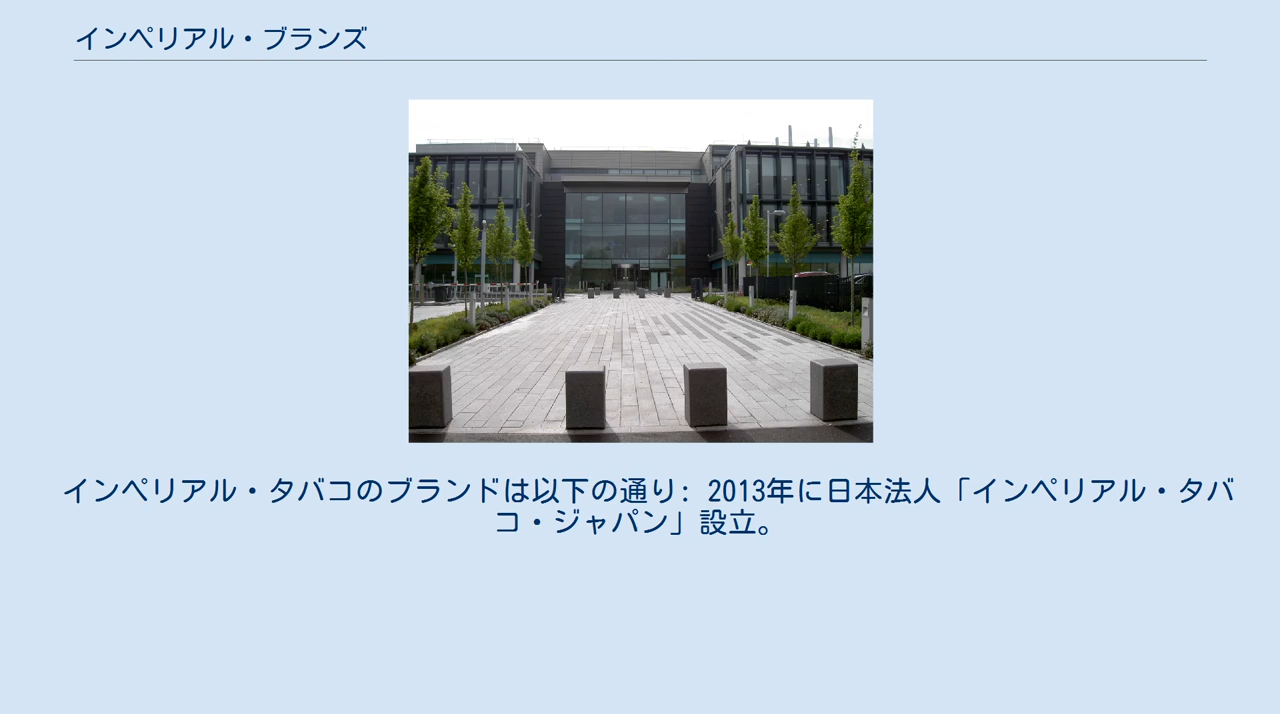 インペリアル・ブランズ
インペリアル・タバコのブランドは以下の通り: 2013年に日本法人「インペリアル・タバ
コ・ジャパン」設立。